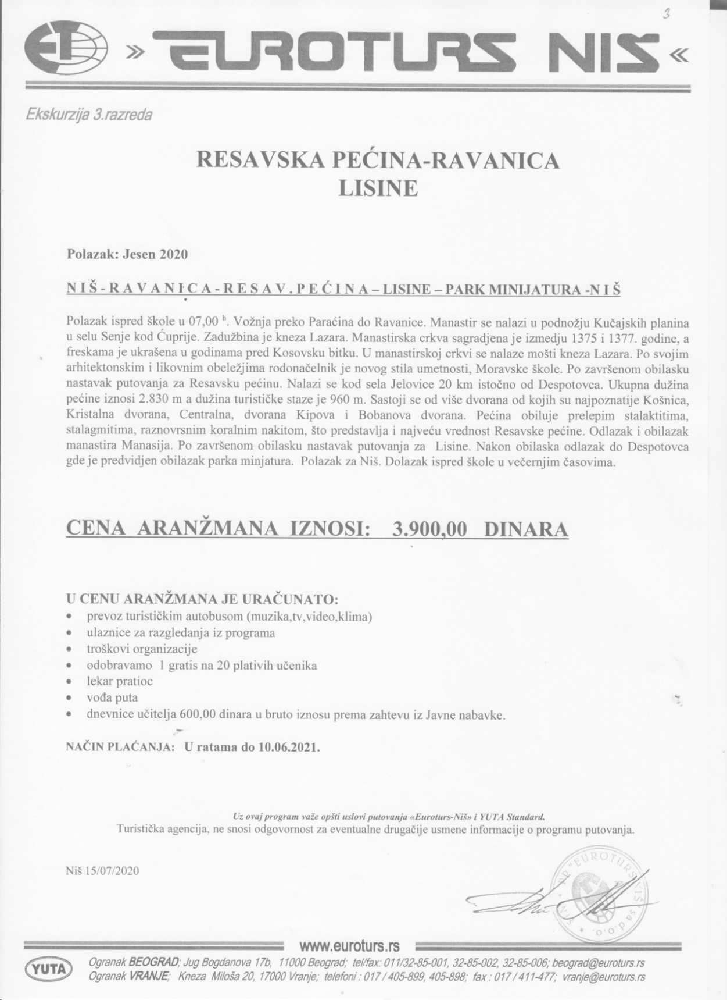 3
ET » EUROTURS NIŠ «
Ekskurzija 3.razreda
RESAVSKA PEĆINA-RAVANICA
LISINE
Polazak: Jesen 2020
N I Š - R A V A N I C A - R E S A V . P E Ć I N A – LISINE – PARK MINIJATURA -N I Š
Polazak ispred škole u 07,00 h. Vožnja preko Paraćina do Ravanice. Manastir se nalazi u podnožju Kučajskih planina
u selu Senje kod Ćuprije. Zadužbina je kneza Lazara. Manastirska crkva sagradjena je izmedju 1375 i 1377. godine, a
freskama je ukrašena u godinama pred Kosovsku bitku. U manastirskoj crkvi se nalaze mošti kneza Lazara. Po svojim
arhitektonskim i likovnim obeležjima rodonačelnik je novog stila umetnosti, Moravske škole. Po završenom obilasku
nastavak putovanja za Resavsku pećinu. Nalazi se kod sela Jelovice 20 km istočno od Despotovca. Ukupna dužina
pećine iznosi 2.830 m a dužina turističke staze je 960 m. Sastoji se od više dvorana od kojih su najpoznatije Košnica,
Kristalna dvorana, Centralna, dvorana Kipova i Bobanova dvorana. Pećina obiluje prelepim stalaktitima,
stalagmitima, raznovrsnim koralnim nakitom, što predstavlja i najveću vrednost Resavske pećine. Odlazak i obilazak
manastira Manasija. Po završenom obilasku nastavak putovanja za Lisine. Nakon obilaska odlazak do Despotovca
gde je predvidjen obilazak parka minjatura. Polazak za Niš. Dolazak ispred škole u večernjim časovima.
CENA ARANŽMANA IZNOSI: 3.900,00 DINARA
U CENU ARANŽMANA JE URAČUNATO:
• prevoz turističkim autobusom (muzika,tv,video,klima)
• ulaznice za razgledanja iz programa
• troškovi organizacije
• odobravamo 1 gratis na 20 plativih učenika
• lekar pratioc
• vođa puta
• dnevnice učitelja 600,00 dinara u bruto iznosu prema zahtevu iz Javne nabavke.
NAČIN PLAĆANJA: U ratama do 10.06.2021.
Uz ovaj program važe opšti uslovi putovanja «Euroturs-Niš» i YUTA Standard.
Turistička agencija, ne snosi odgovornost za eventualne drugačije usmene informacije o programu putovanja.
Niš 15/07/2020
PP "EUROTURS NIŠ" sa d.o.o. * NIŠ *
www.euroturs.rs
YUTA
Ogranak BEOGRAD; Jug Bogdanova 17b, 11000 Beograd; tel/fax: 011/32-85-001, 32-85-002, 32-85-006; beograd@euroturs.rs
Ogranak VRANJE; Kneza Miloša 20, 17000 Vranje; telefoni : 017 / 405-899, 405-898; fax : 017 / 411-477; vranje@euroturs.rs